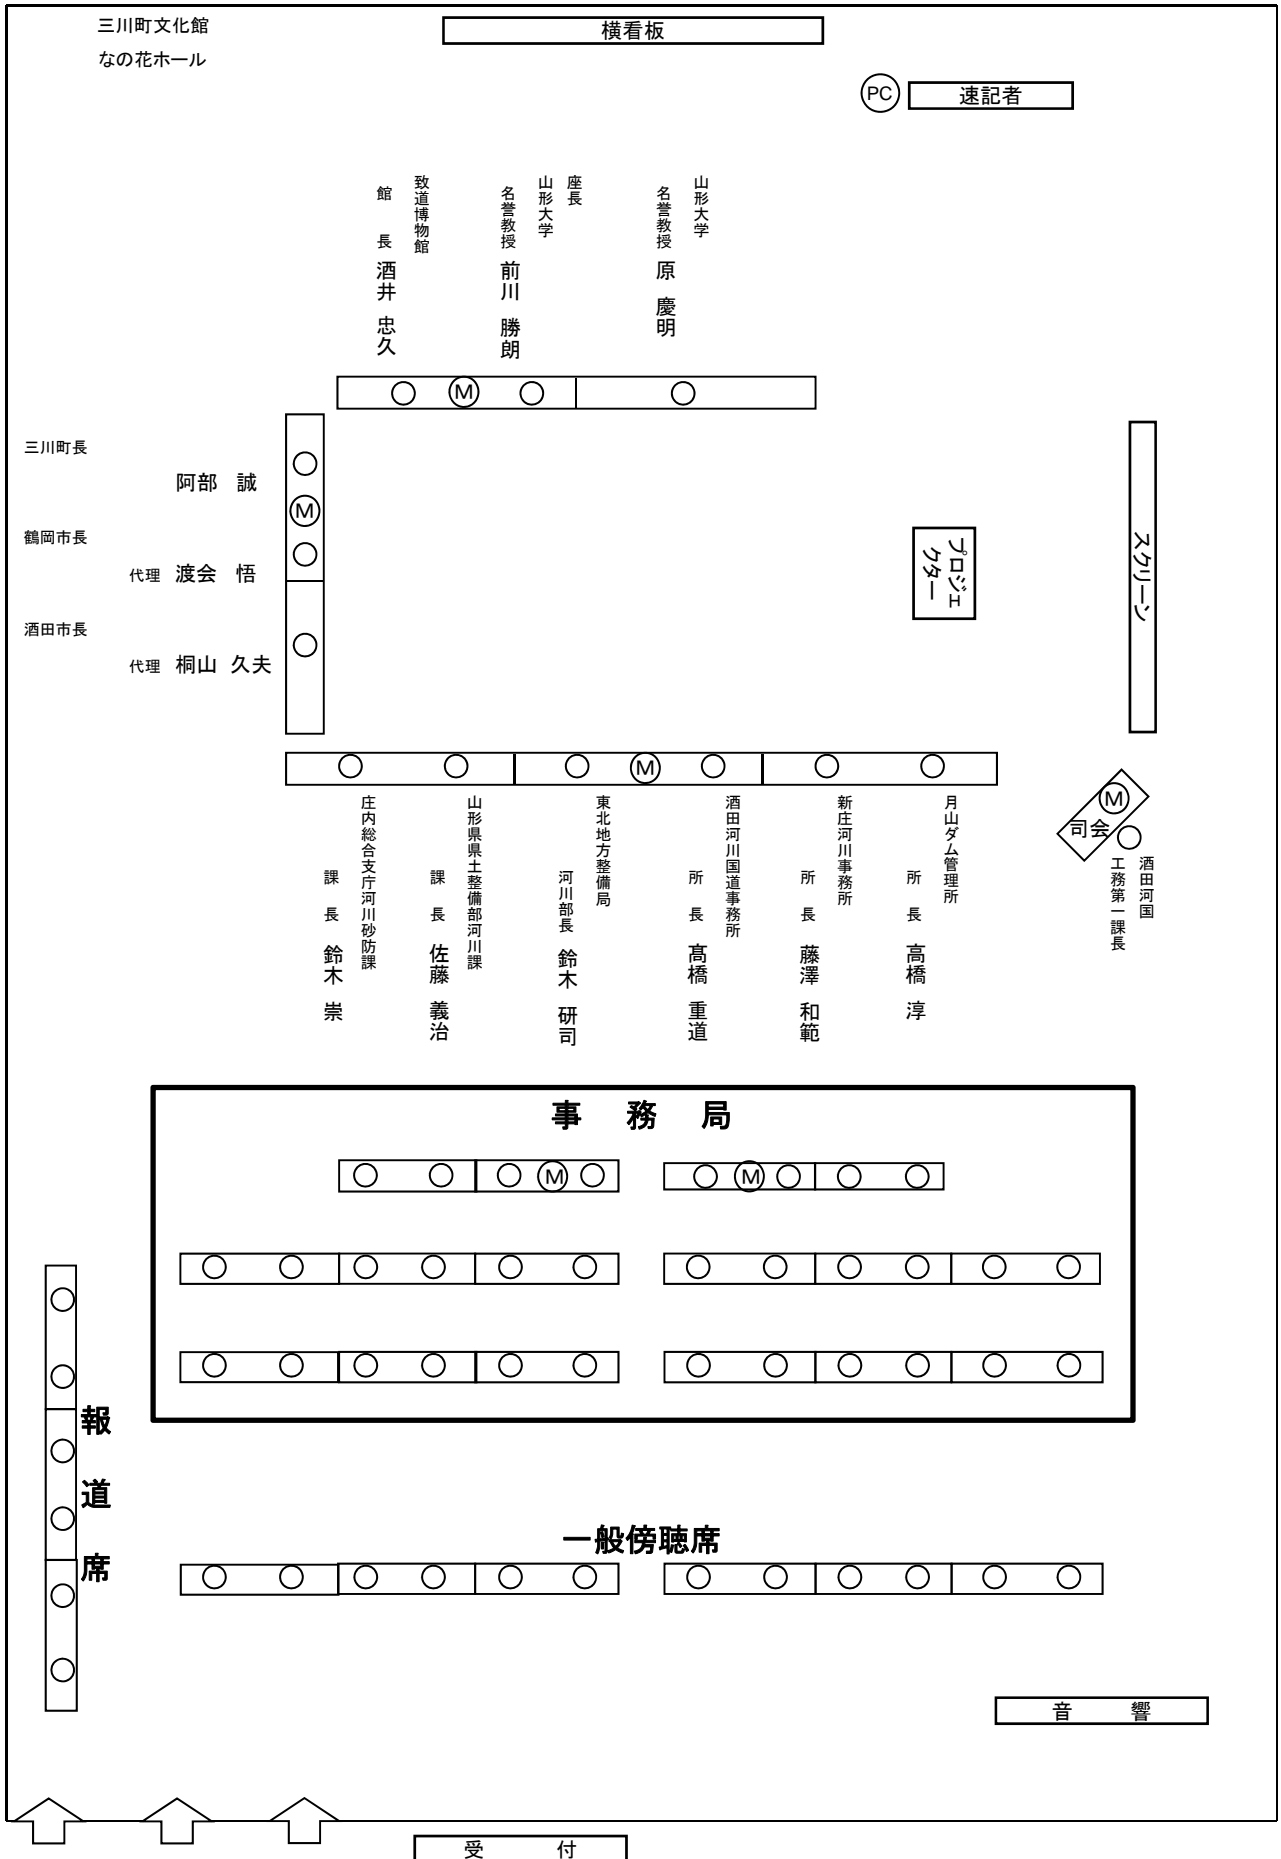 三川町文化館
なの花ホール
横看板
PC
速記者
致道博物館
館 長 酒井 忠久
座長
山形大学
名誉教授 前川 勝朗
山形大学
名誉教授 原 慶明
M
三川町長
阿部 誠
M
鶴岡市長
代理 渡会 悟
酒田市長
代理 桐山 久夫
プロジェ
クター
スクリーン
M
庄内総合支庁河川砂防課
課 長 鈴木 崇
山形県県土整備部河川課
課 長 佐藤 義治
東北地方整備局
河川部長 鈴木 研司
酒田河川国道事務所
所 長 髙橋 重道
新庄河川事務所
所 長 藤澤 和範
月山ダム管理所
所 長 高橋 淳
M
司会
酒田河国
工務第一課長
事 務 局
M
M
報 道 席
一般傍聴席
音 響
受 付